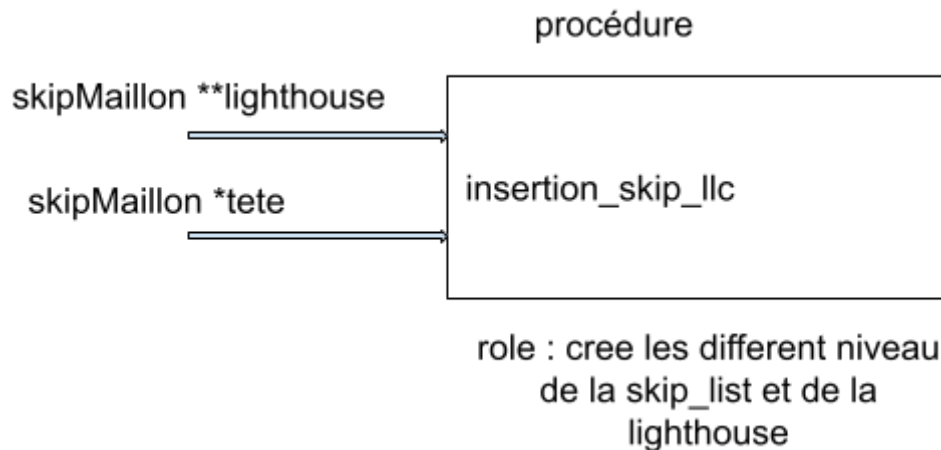 procédure
skipMaillon **lighthouse
skipMaillon *tete
insertion_skip_llc
role : cree les different niveau
de la skip_list et de la
lighthouse